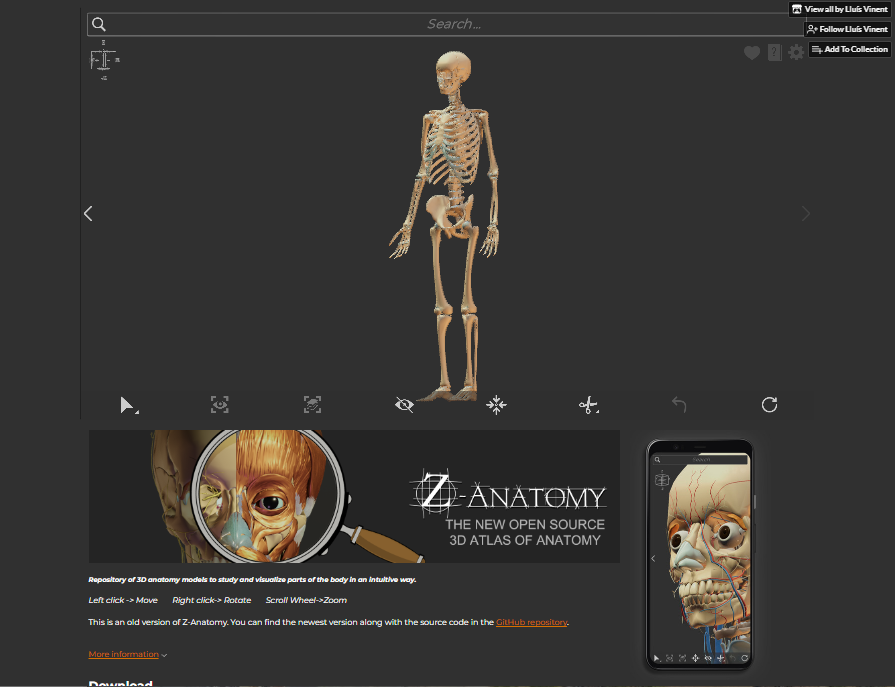 Search...
View all by Lluís Vinent
Follow Lluís Vinent
Add To Collection
Z-ANATOMY
THE NEW OPEN SOURCE
3D ATLAS OF ANATOMY
Repository of 3D anatomy models to study and visualize parts of the body in an intuitive way.
Left click -> Move Right click-> Rotate Scroll Wheel->Zoom
This is an old version of Z-Anatomy. You can find the newest version along with the source code in the GitHub repository.
More information
Download